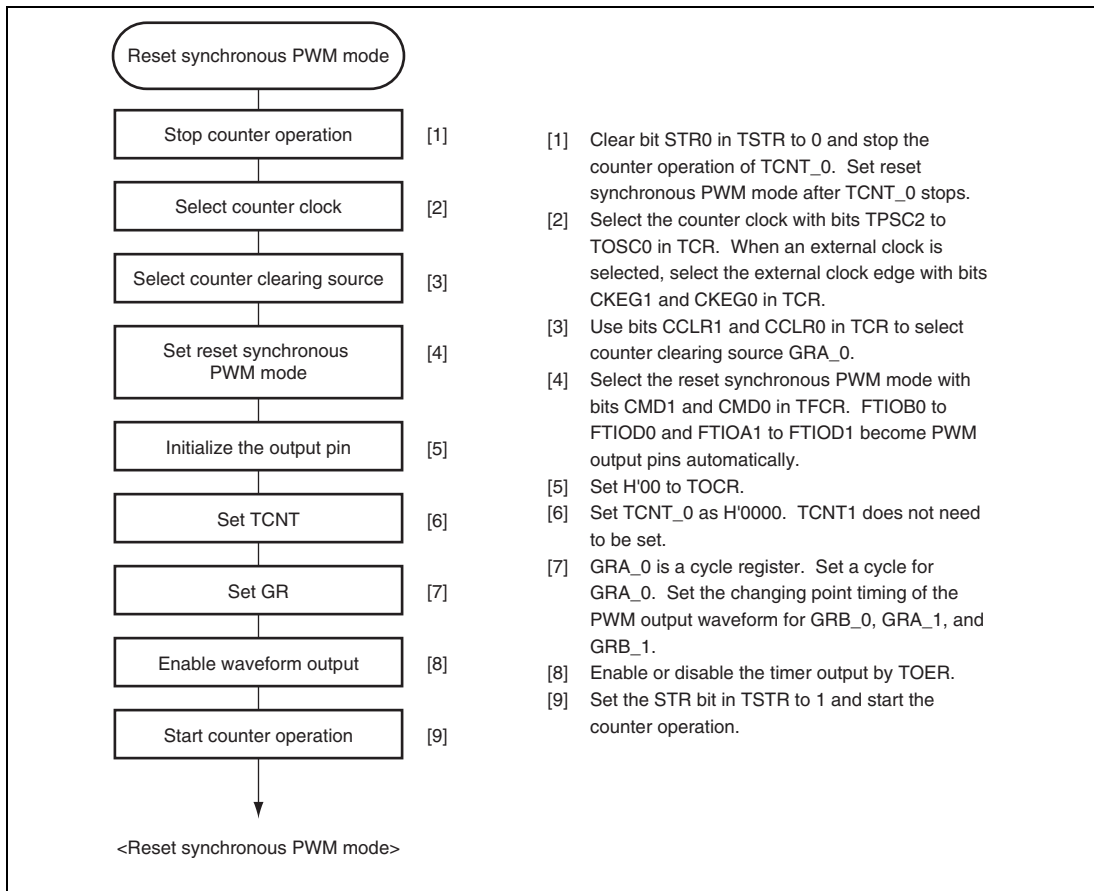 Reset synchronous PWM mode
Stop counter operation
[1]
Select counter clock
[2]
Select counter clearing source
[3]
Set reset synchronous
PWM mode
[4]
Initialize the output pin
[5]
Set TCNT
[6]
Set GR
[7]
Enable waveform output
[8]
Start counter operation
[9]
<Reset synchronous PWM mode>
[1] Clear bit STR0 in TSTR to 0 and stop the
counter operation of TCNT_0. Set reset
synchronous PWM mode after TCNT_0 stops.
[2] Select the counter clock with bits TPSC2 to
TOSC0 in TCR. When an external clock is
selected, select the external clock edge with bits
CKEG1 and CKEG0 in TCR.
[3] Use bits CCLR1 and CCLR0 in TCR to select
counter clearing source GRA_0.
[4] Select the reset synchronous PWM mode with
bits CMD1 and CMD0 in TFCR. FTIOB0 to
FTIOD0 and FTIOA1 to FTIOD1 become PWM
output pins automatically.
[5] Set H'00 to TOCR.
[6] Set TCNT_0 as H'0000. TCNT1 does not need
to be set.
[7] GRA_0 is a cycle register. Set a cycle for
GRA_0. Set the changing point timing of the
PWM output waveform for GRB_0, GRA_1, and
GRB_1.
[8] Enable or disable the timer output by TOER.
[9] Set the STR bit in TSTR to 1 and start the
counter operation.